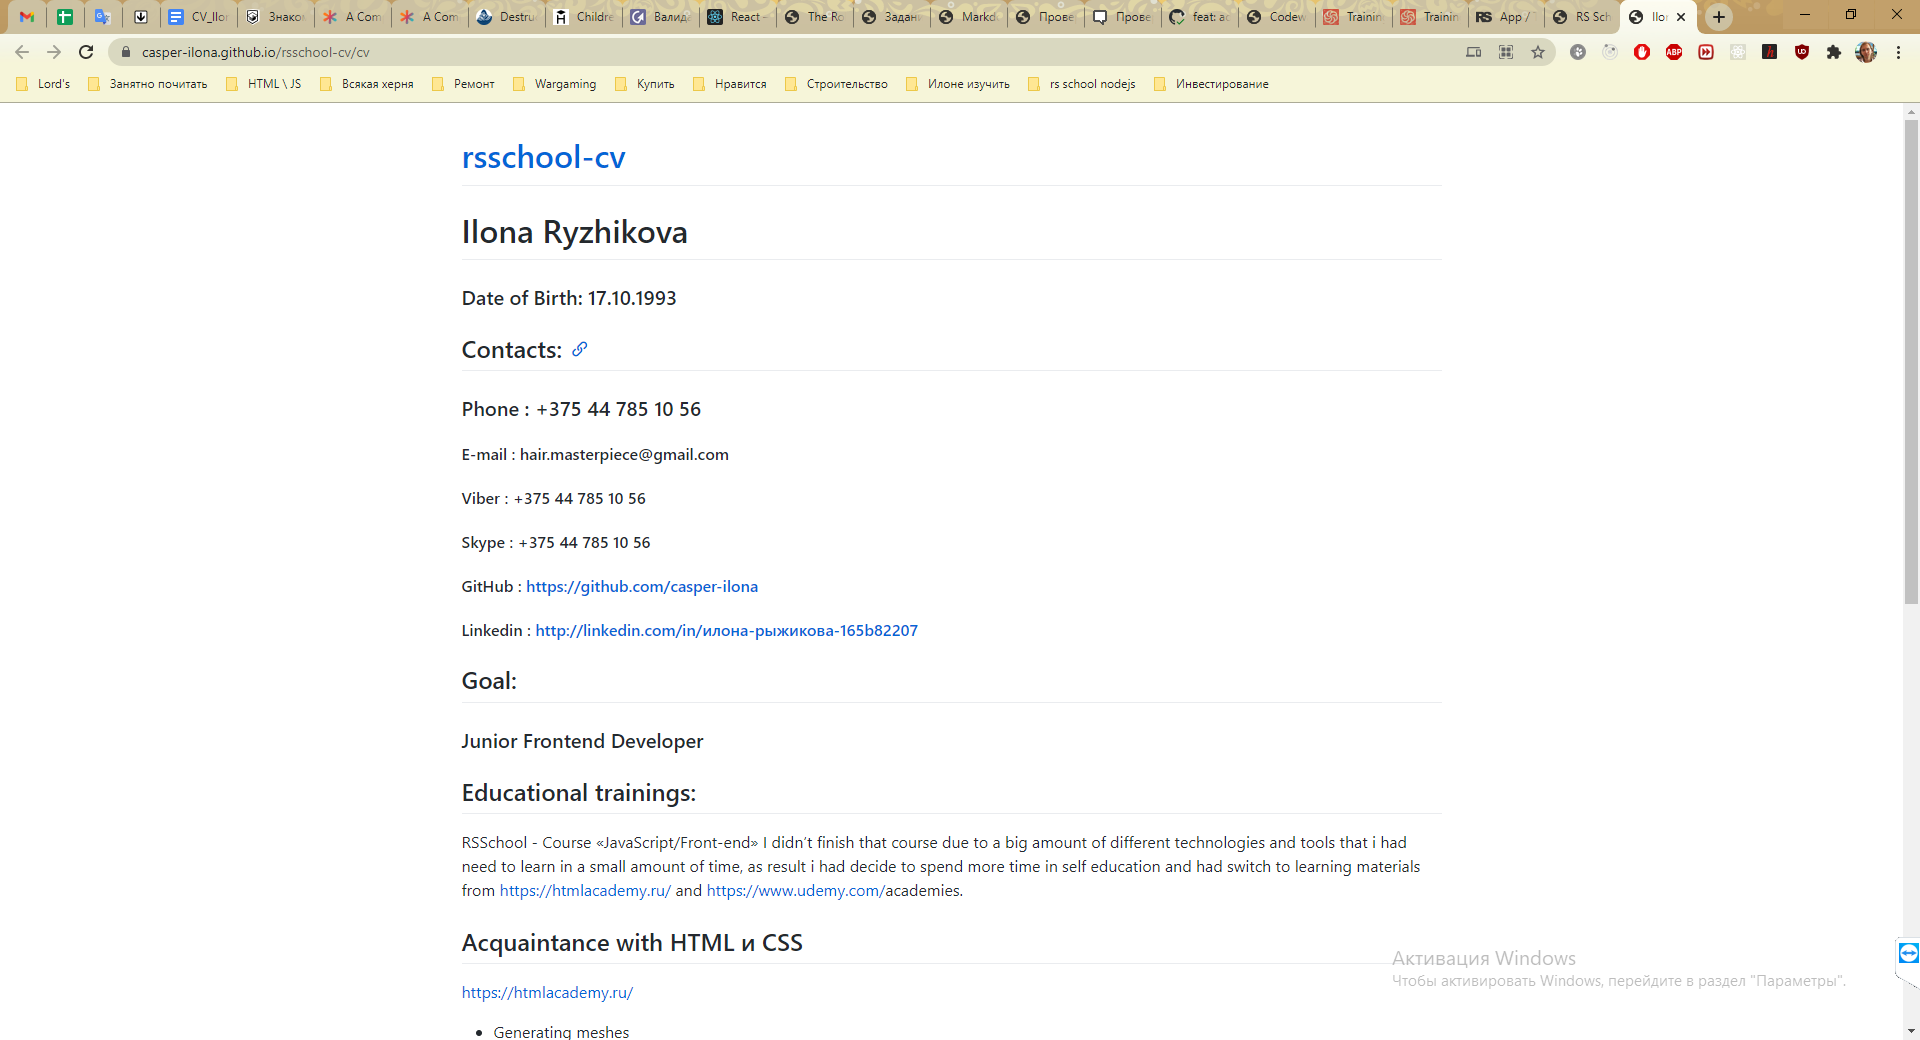 CV_Ilor
Знако
A Com
A Com
Destru
Childre
Валид
React -
The Ro
Задан
Markd
Прове
Прове
feat: ac
Codew
Trainin
Trainin
RS App /
RS Sch
Ilor
casper-ilona.github.io/rsschool-cv/cv
Lord's
Занятно почитать
HTML \ JS
Всякая херня
Ремонт
Wargaming
Купить
Нравится
Строительство
Илоне изучить
rs school nodejs
Инвестирование
rsschool-cv
Ilona Ryzhikova
Date of Birth: 17.10.1993
Contacts:
Phone : +375 44 785 10 56
E-mail : hair.masterpiece@gmail.com
Viber : +375 44 785 10 56
Skype : +375 44 785 10 56
GitHub : https://github.com/casper-ilona
Linkedin : http://linkedin.com/in/илона-рыжикова-165b82207
Goal:
Junior Frontend Developer
Educational trainings:
RSSchool - Course «JavaScript/Front-end» I didn’t finish that course due to a big amount of different technologies and tools that i had
need to learn in a small amount of time, as result i had decide to spend more time in self education and had switch to learning materials
from https://htmlacademy.ru/ and https://www.udemy.com/academies.
Acquaintance with HTML и CSS
https://htmlacademy.ru/
Generating meshes
Активация Windows
Чтобы активировать Windows, перейдите в раздел "Параметры".